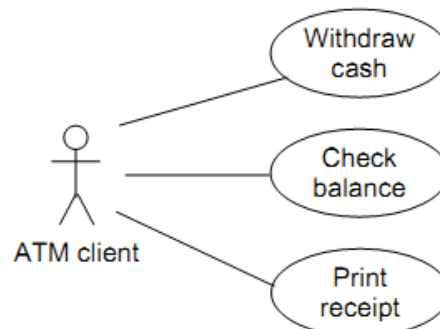 Withdraw
cash
Check
balance
ATM client
Print
receipt